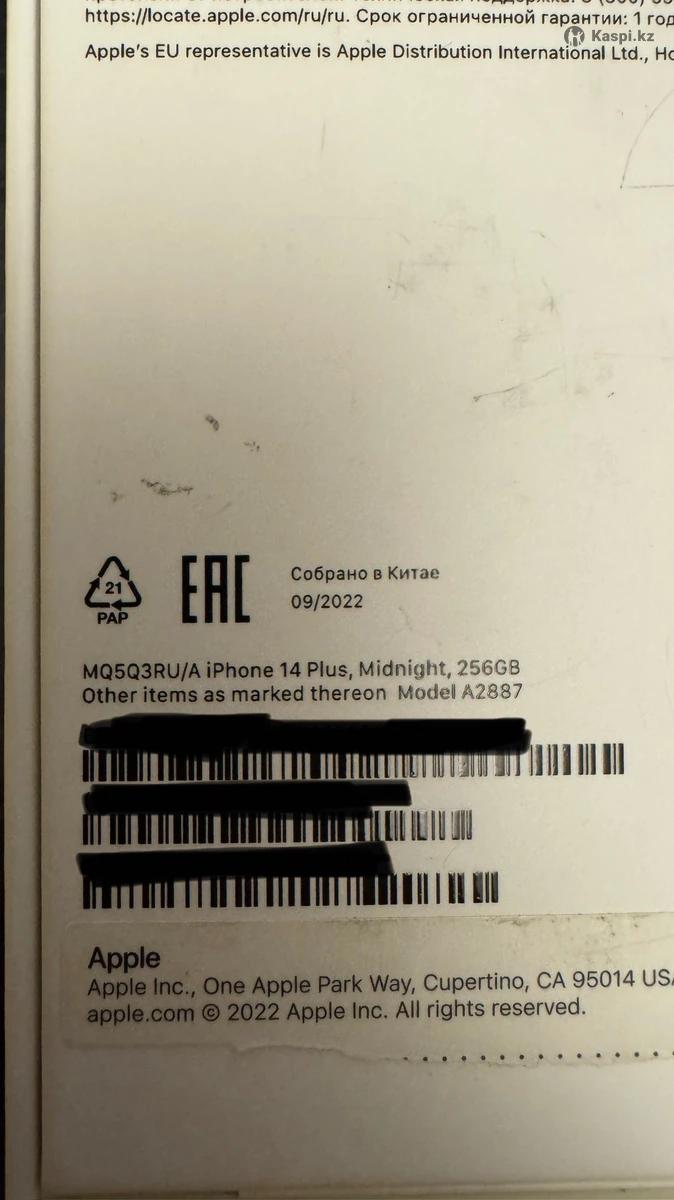 https://locate.apple.com/ru/ru. Срок ограниченной гарантии: 1 год
Kaspi.kz
Apple's EU representative is Apple Distribution International Ltd.,
21
PAP
EAC
Собрано в Китае
09/2022
MQ5Q3RU/A iPhone 14 Plus, Midnight, 256GB
Other items as marked thereon Model A2887
Apple
Apple Inc., One Apple Park Way, Cupertino, CA 95014 USA
apple.com © 2022 Apple Inc. All rights reserved.